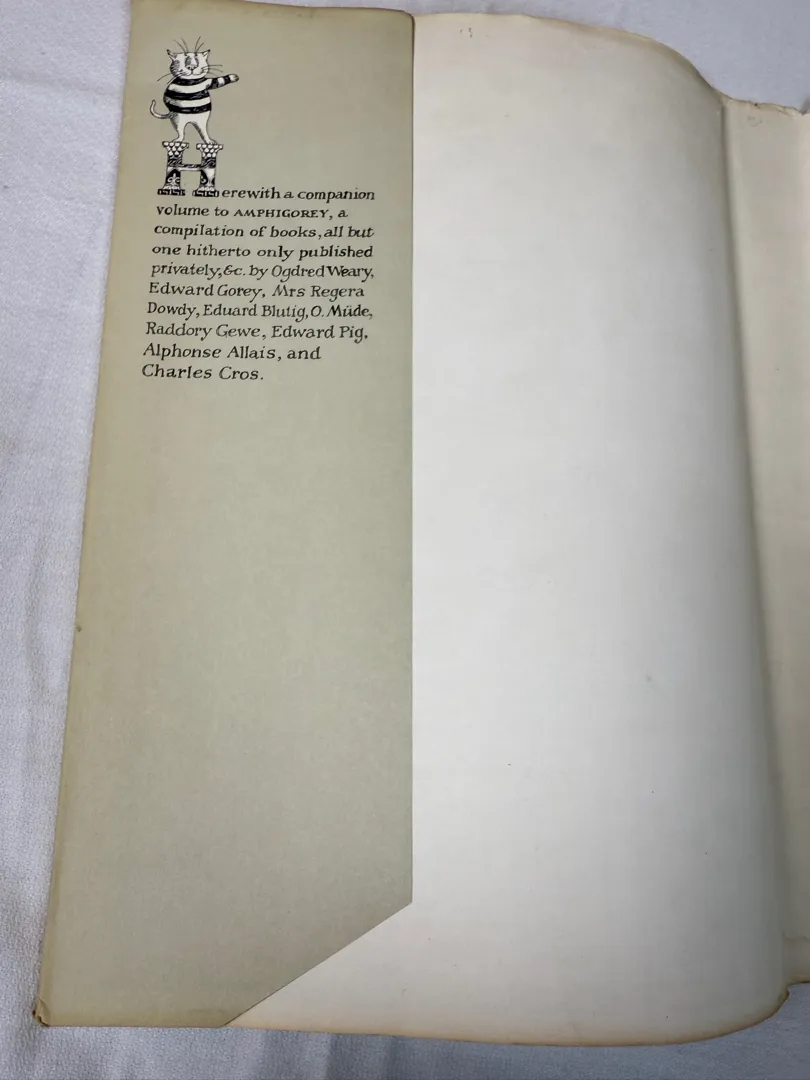 Herewith a companion
volume to AMPHIGOREY, a
compilation of books, all but
one hitherto only published
privately, &c. by Ogdred Weary,
Edward Gorey, Mrs Regera
Dowdy, Eduard Blutig, O. Müde,
Raddory Gewe, Edward Pig,
Alphonse Allais, and
Charles Cros.